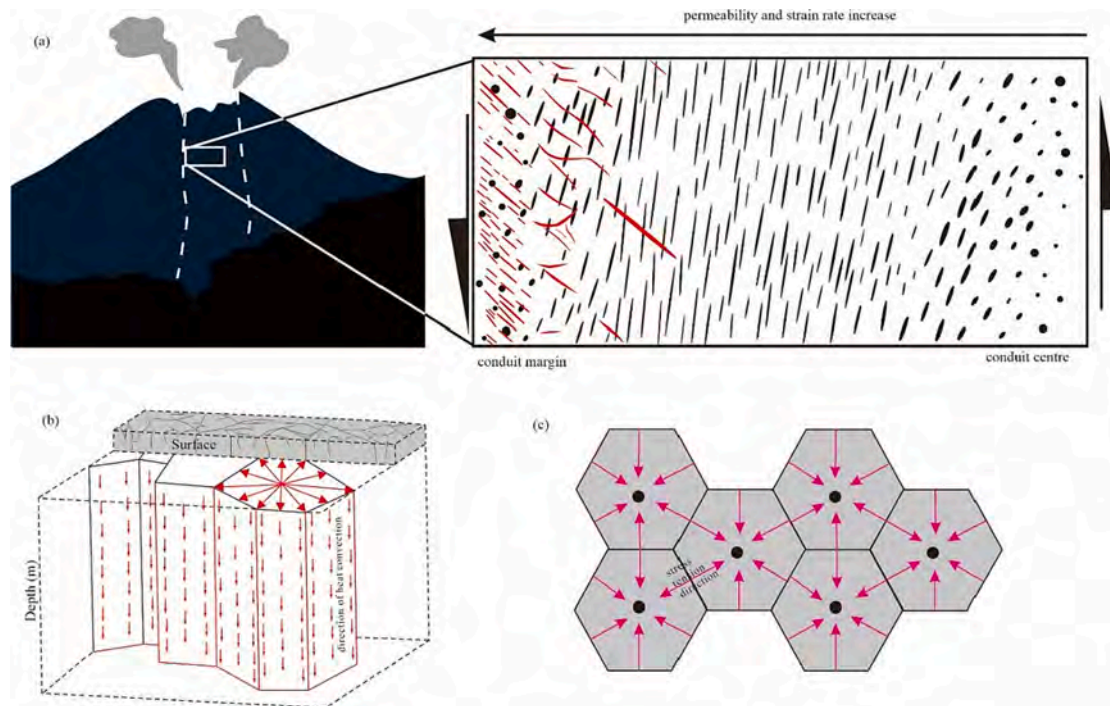 (a)
permeability and strain rate increase
conduit margin
conduit centre
(b)
Surface
Depth (m)
direction of heat convection
(c)
stress
tension
direction